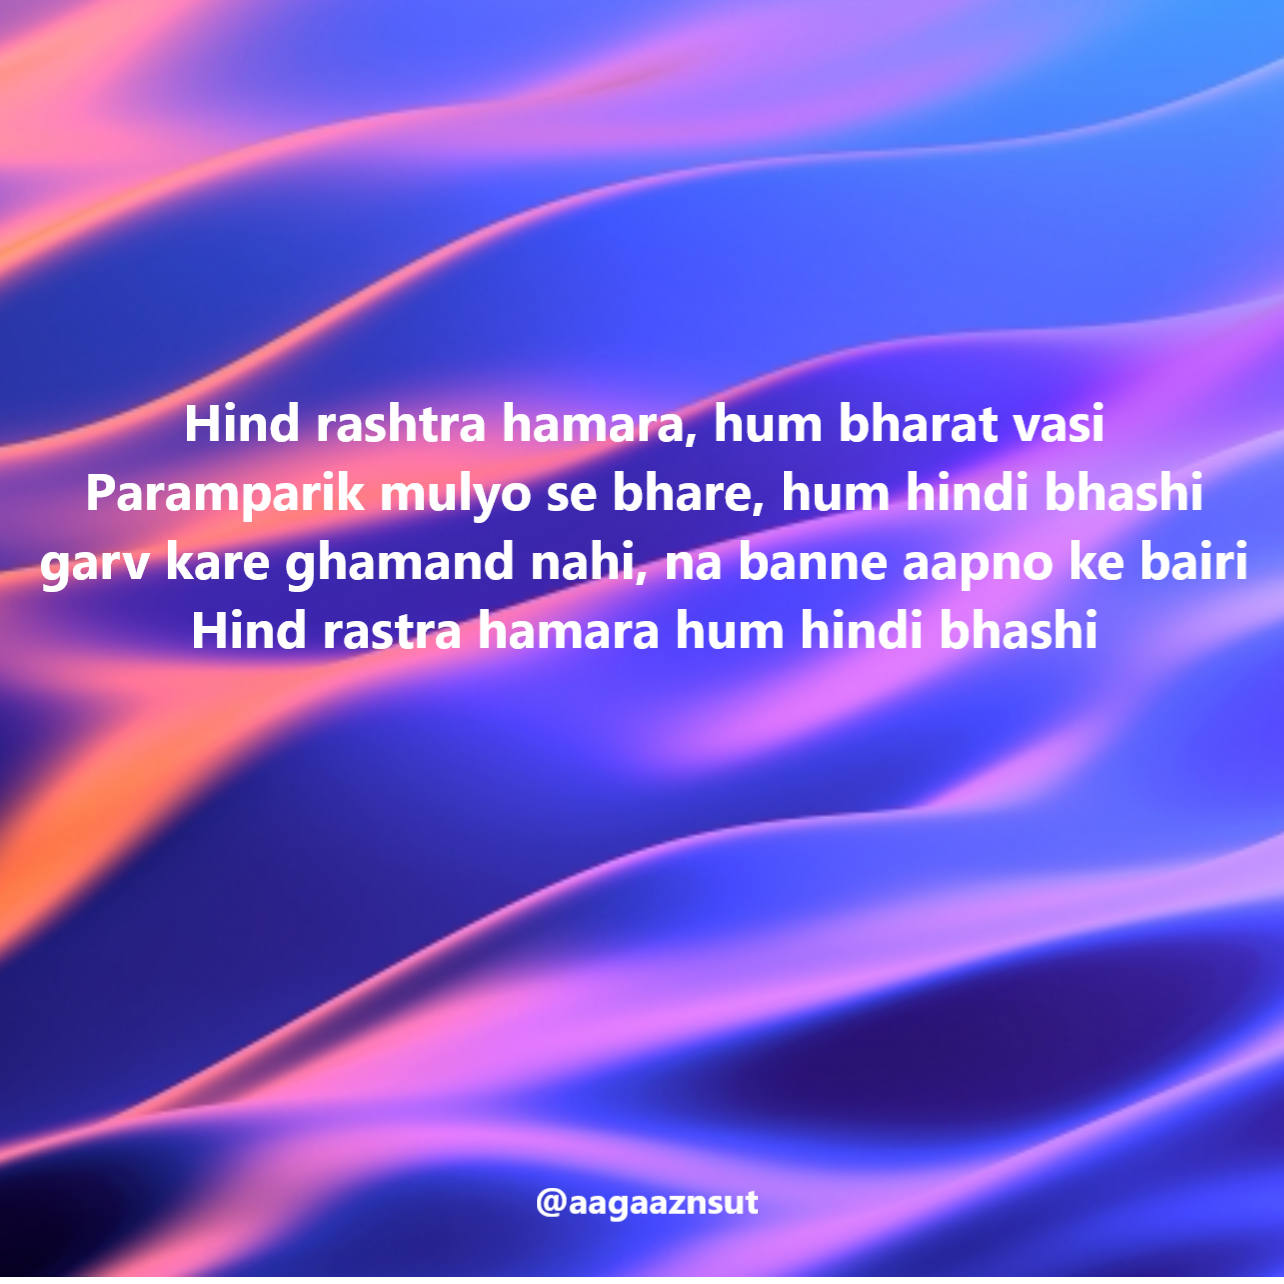 Hind rashtra hamara, hum bharat vasi
Paramparik mulyo se bhare, hum hindi bhashi
garv kare ghamand nahi, na banne aapno ke bairi
Hind rastra hamara hum hindi bhashi
@aagaaznsut